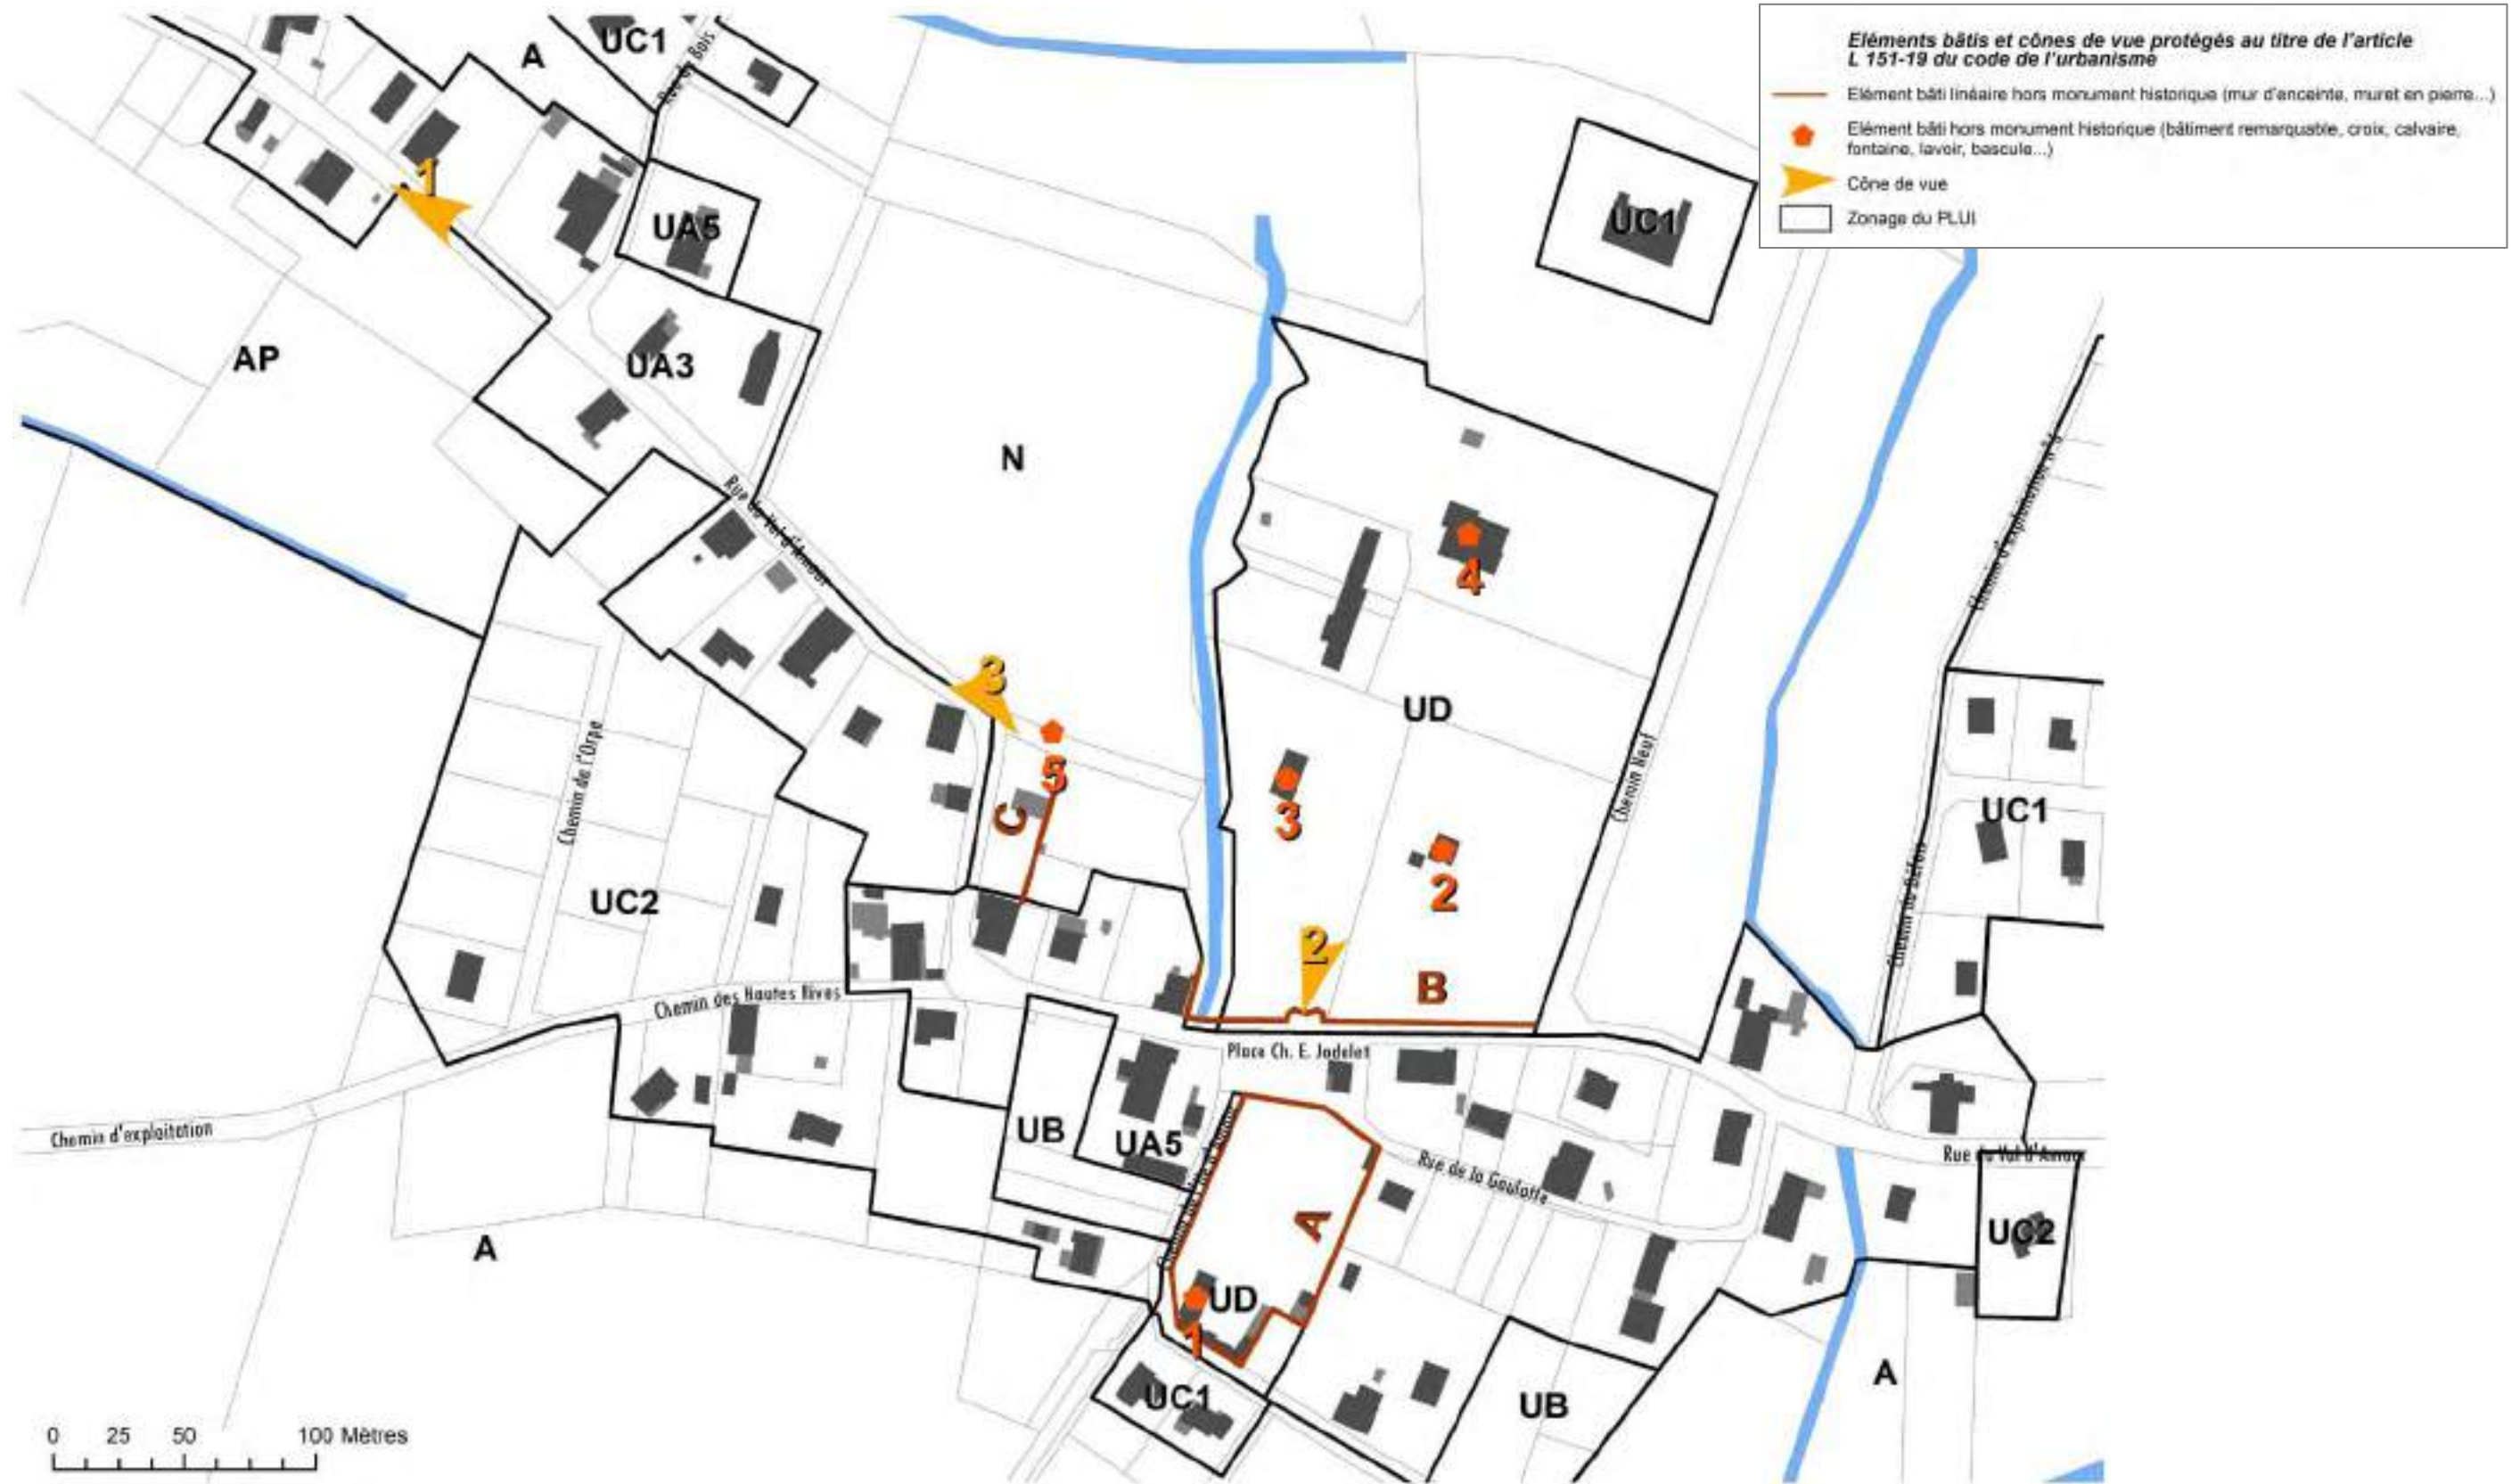 Eléments bâtis et cônes de vue protégés au titre de l'article
L 151-19 du code de l'urbanisme
Elément bâti linéaire hors monument historique (mur d'enceinte, muret en pierre...)
Elément bâti hors monument historique (bâtiment remarquable, croix, calvaire,
fontaine, lavoir, bascule...)
Cône de vue
Zonage du PLUI
A
UC1
Rue du Bois
1
UA5
UC1
AP
UA3
N
Rue du Val d'Amour
4
Chemin d'exploitation
3
UD
5
Chemin de l'Orpe
C
3
Chemin Neuf
UC1
2
UC2
2
B
Chemin des Hautes Rives
Place Ch. E. Jodelet
UB
UA5
Chemin d'exploitation
Rue de la Goulotte
Rue du Val d'Amour
A
A
UC2
UD
1
UC1
UB
A
0 25 50 100 Mètres